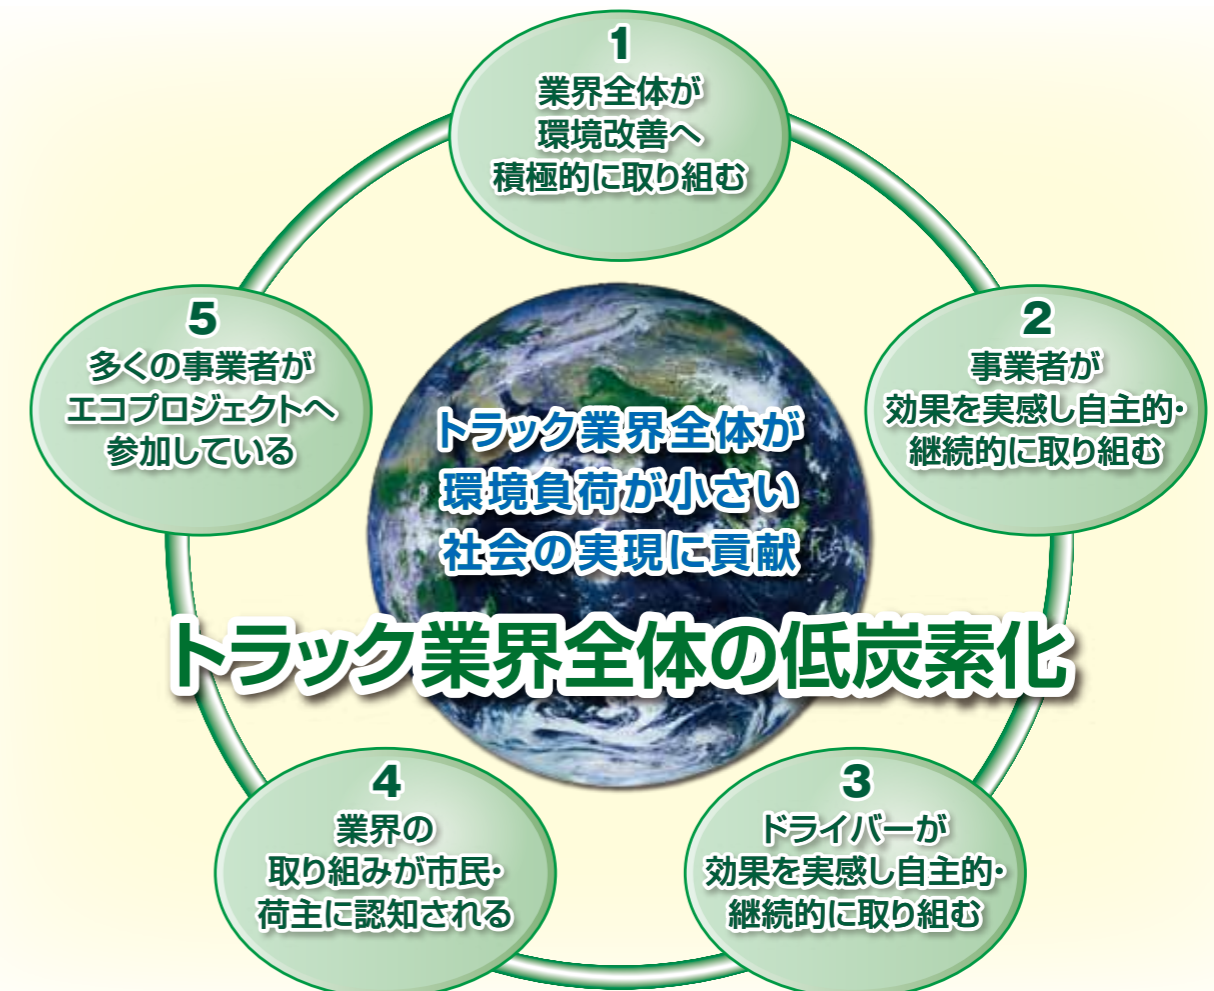 1
業界全体が
環境改善へ
積極的に取り組む
2
事業者が
効果を実感し自主的・
継続的に取り組む
3
ドライバーが
効果を実感し自主的・
継続的に取り組む
4
業界の
取り組みが市民・
荷主に認知される
5
多くの事業者が
エコプロジェクトへ
参加している
トラック業界全体が
環境負荷が小さい
社会の実現に貢献
トラック業界全体の低炭素化